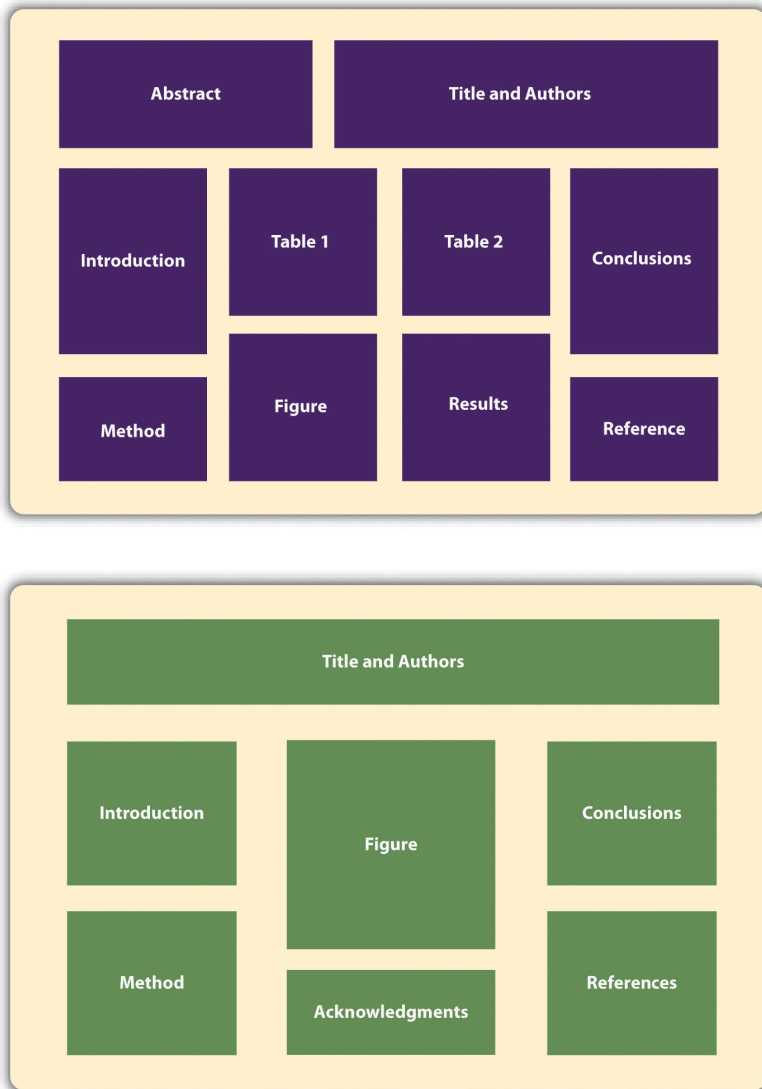 Abstract
Title and Authors
Introduction
Table 1
Table 2
Conclusions
Method
Figure
Results
Reference
Title and Authors
Introduction
Figure
Conclusions
Method
Acknowledgments
References